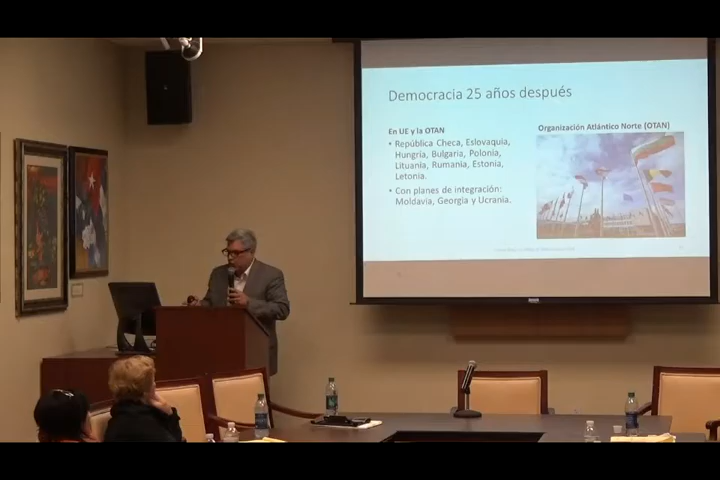 Democracia 25 años después
En UE y la OTAN
• República Checa, Eslovaquia,
Hungría, Bulgaria, Polonia,
Lituania, Rumania, Estonia,
Letonia.
• Con planes de integración:
Moldavia, Georgia y Ucrania.
Organización Atlántico Norte (OTAN)